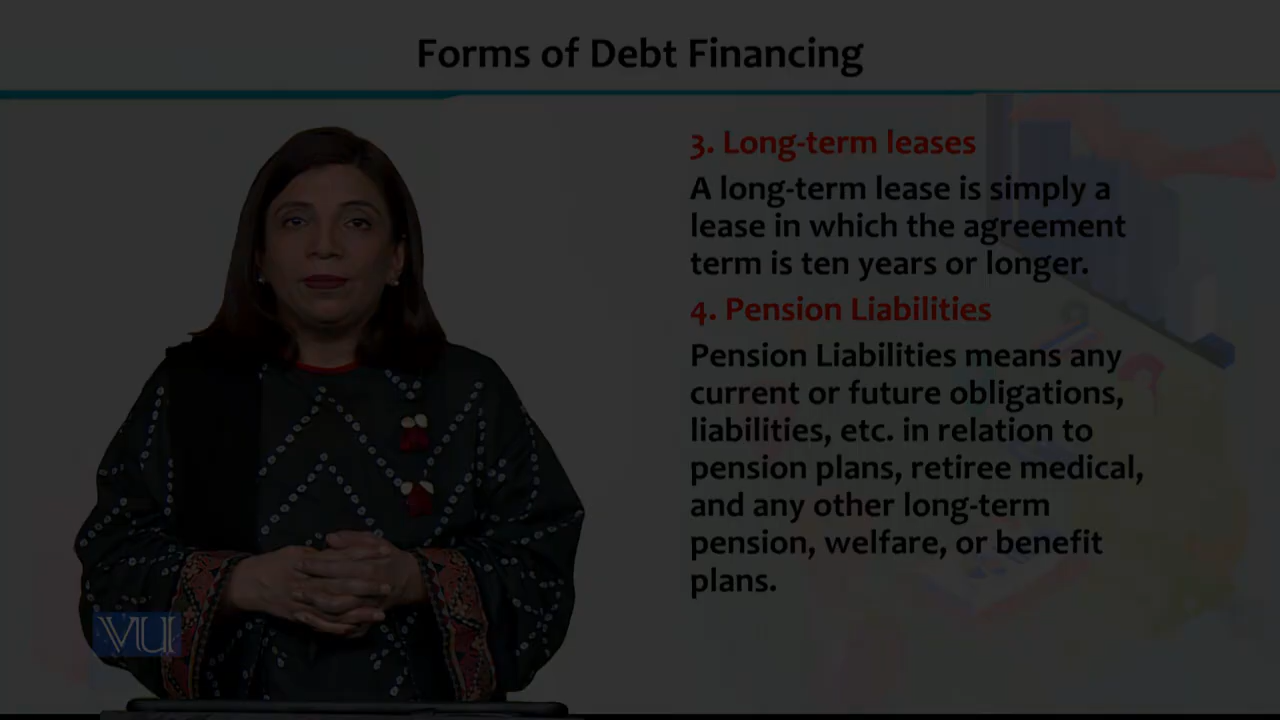 Forms of Debt Financing
3. Long-term leases
A long-term lease is simply a
lease in which the agreement
term is ten years or longer.
4. Pension Liabilities
Pension Liabilities means any
current or future obligations,
liabilities, etc. in relation to
pension plans, retiree medical,
and any other long-term
pension, welfare, or benefit
plans.
VU